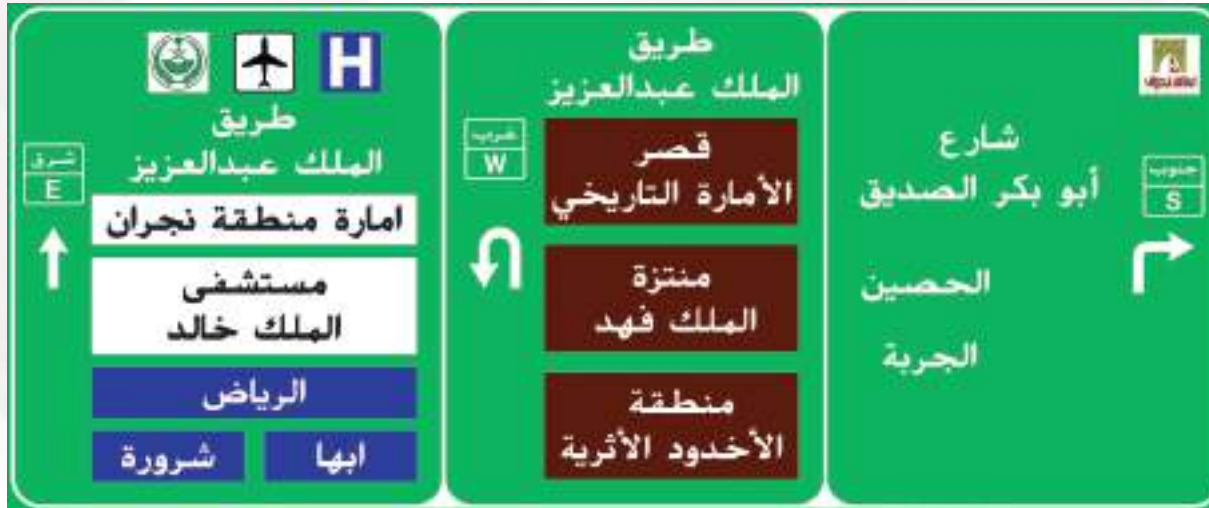 شارع
أبو بكر الصديق
جنوب
S
الحصين
الجربة
طريق
الملك عبدالعزيز
غرب
W
قصر
الأمارة التاريخي
منتزة
الملك فهد
منطقة
الأخدود الأثرية
H
طريق
الملك عبدالعزيز
شرق
E
امارة منطقة نجران
مستشفى
الملك خالد
الرياض
ابها
شرورة